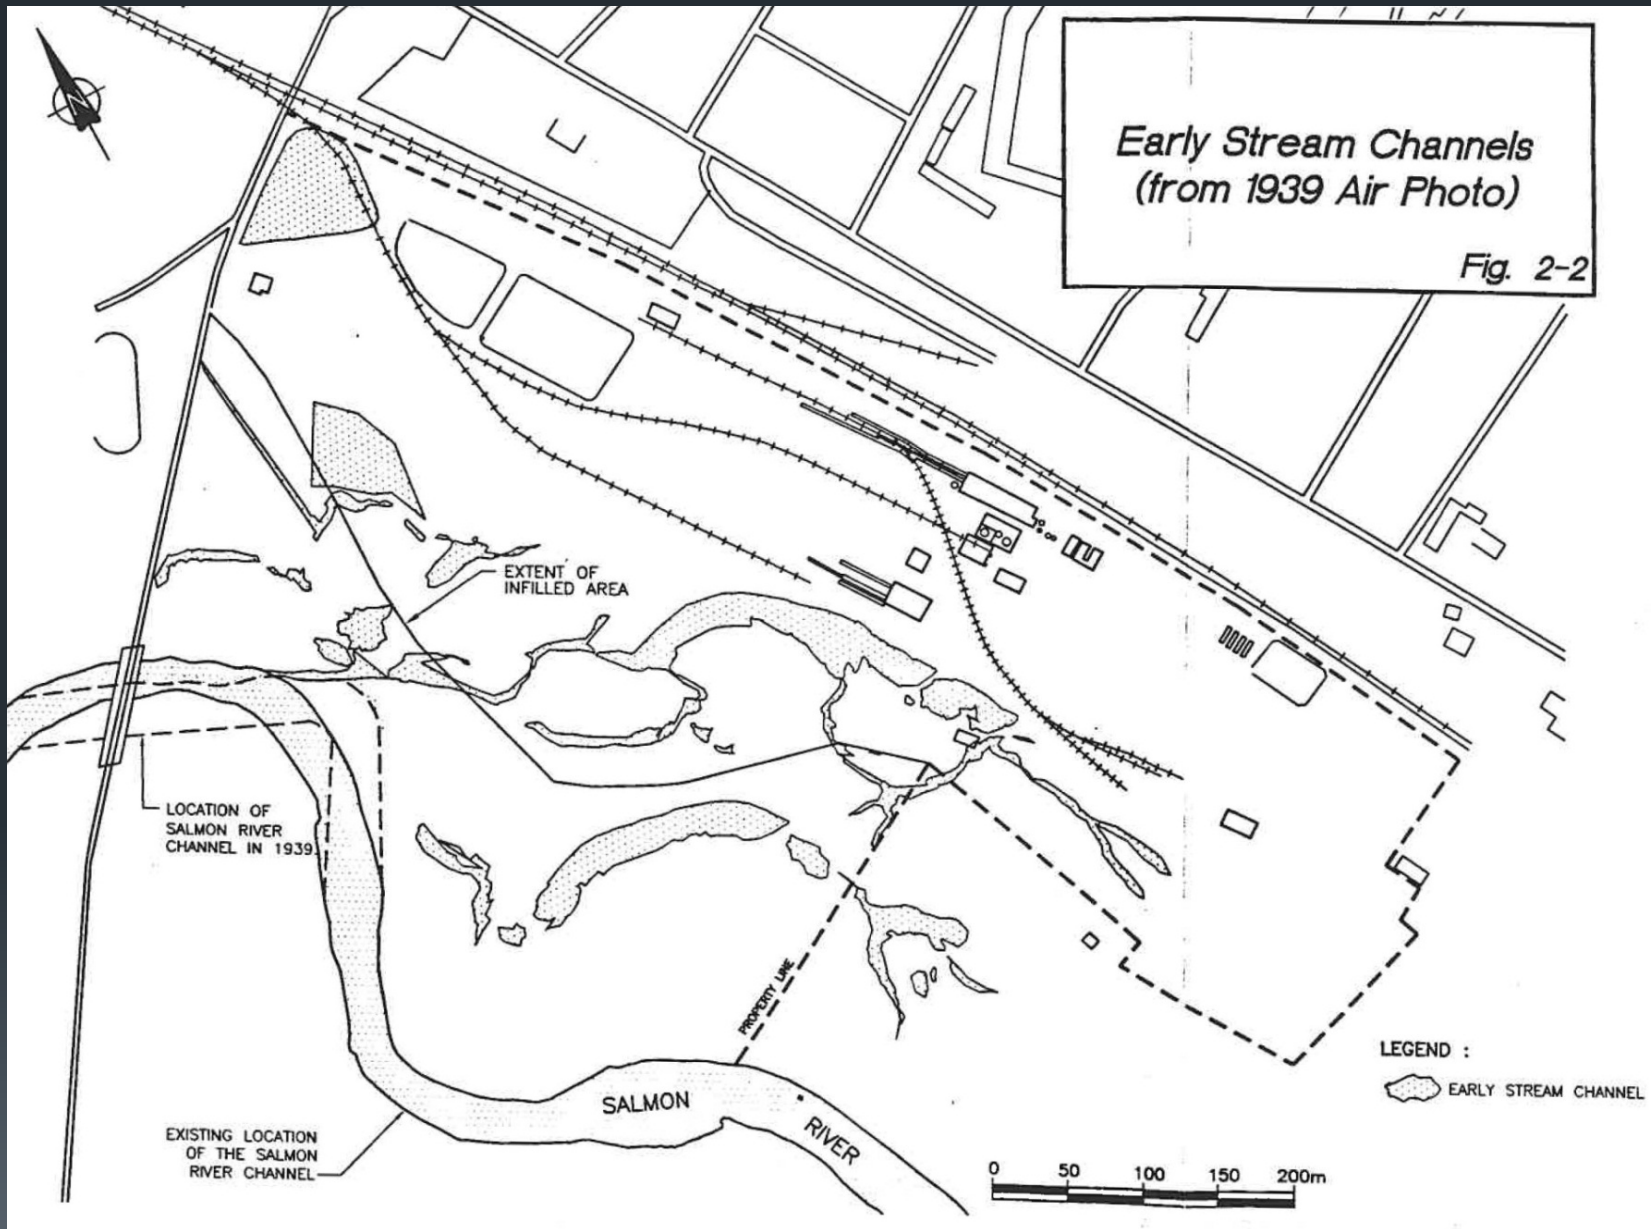 N
Early Stream Channels
(from 1939 Air Photo)
Fig. 2-2
EXTENT OF
INFILLED AREA
LOCATION OF
SALMON RIVER
CHANNEL IN 1939
PROPERTY LINE
EXISTING LOCATION
OF THE SALMON
RIVER CHANNEL
SALMON
RIVER
LEGEND :
EARLY STREAM CHANNEL
0 50 100 150 200m